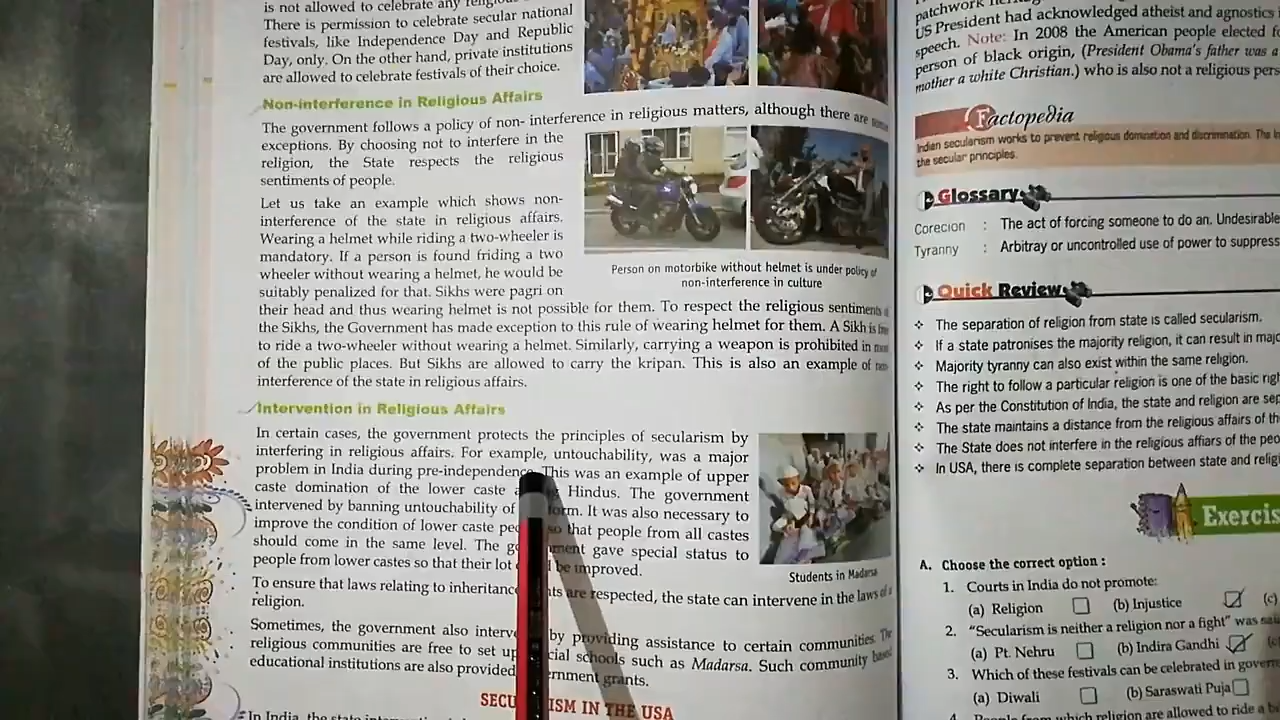 is not allowed to celebrate any
There is permission to celebrate secular national
festivals, like Independence Day and Republic
Day, only. On the other hand, private institutions
are allowed to celebrate festivals of their choice.
Non-interference in Religious Affairs
The government follows a policy of non- interference in religious matters, although there are
exceptions. By choosing not to interfere in the
religion, the State respects the religious
sentiments of people.
Let us take an example which shows non-
interference of the state in religious affairs.
Wearing a helmet while riding a two-wheeler is
mandatory. If a person is found friding a two
wheeler without wearing a helmet, he would be
suitably penalized for that. Sikhs were pagri on
their head and thus wearing helmet is not possible for them. To respect the religious sentiments
the Sikhs, the Government has made exception to this rule of wearing helmet for them. A Sikh is
to ride a two-wheeler without wearing a helmet. Similarly, carrying a weapon is prohibited in
of the public places. But Sikhs are allowed to carry the kripan. This is also an example of
interference of the state in religious affairs.
Person on motorbike without helmet is under policy of
non-interference in culture
Intervention in Religious Affairs
In certain cases, the government protects the principles of secularism by
interfering in religious affairs. For example, untouchability, was a major
problem in India during pre-independence. This was an example of upper
caste domination of the lower caste Hindus. The government
intervened by banning untouchability of form. It was also necessary to
improve the condition of lower caste so that people from all castes
should come in the same level. The gave special status to
people from lower castes so that their lot be improved.
Students in Madarsa
To ensure that laws relating to inheritance are respected, the state can intervene in the laws of
religion.
Sometimes, the government also by providing assistance to certain communities.
religious communities are free to set up schools such as Madarsa. Such community
educational institutions are also provided grants.
SECULARISM IN THE USA
In India, the state
patchwork
US President had acknowledged atheist and agnostics
speech. Note: In 2008 the American people elected
person of black origin, (President Obama's father was a
mother a white Christian.) who is also not a religious
Factopedia
Indian secularism works to prevent religious domination and discrimination. The
the secular principles.
Glossary
Corecion : The act of forcing someone to do an. Undesirable
Tyranny : Arbitray or uncontrolled use of power to suppress
Quick Review
❖ The separation of religion from state is called secularism.
❖ If a state patronises the majority religion, it can result in
❖ Majority tyranny can also exist within the same religion.
❖ The right to follow a particular religion is one of the basic
❖ As per the Constitution of India, the state and religion are
❖ The state maintains a distance from the religious affairs of
❖ The State does not interfere in the religious affiars of the
❖ In USA, there is complete separation between state and
Exercis
A. Choose the correct option :
1. Courts in India do not promote:
(a) Religion (b) Injustice (c)
2. "Secularism is neither a religion nor a fight" was
(a) Pt. Nehru (b) Indira Gandhi
3. Which of these festivals can be celebrated in
(a) Diwali (b) Saraswati Puja
4. People from which religion are allowed to ride a